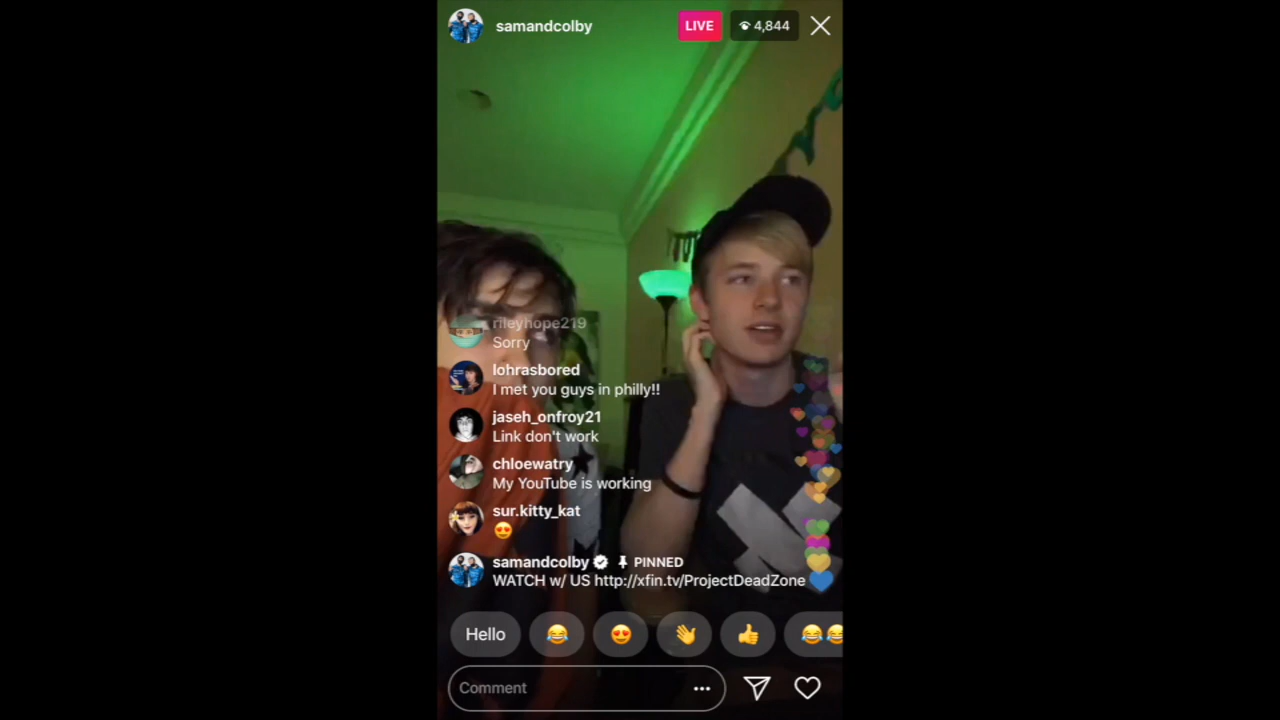 samandcolby
LIVE
4,844
rileyhope219
Sorry
lohrasbored
I met you guys in philly!!
jaseh_onfroy21
Link don't work
chloewatry
My YouTube is working
sur.kitty_kat
😍
samandcolby PINNED
WATCH w/ US http://xfin.tv/ProjectDeadZone
Hello 😂 😍 👋 👍 😂😂
Comment